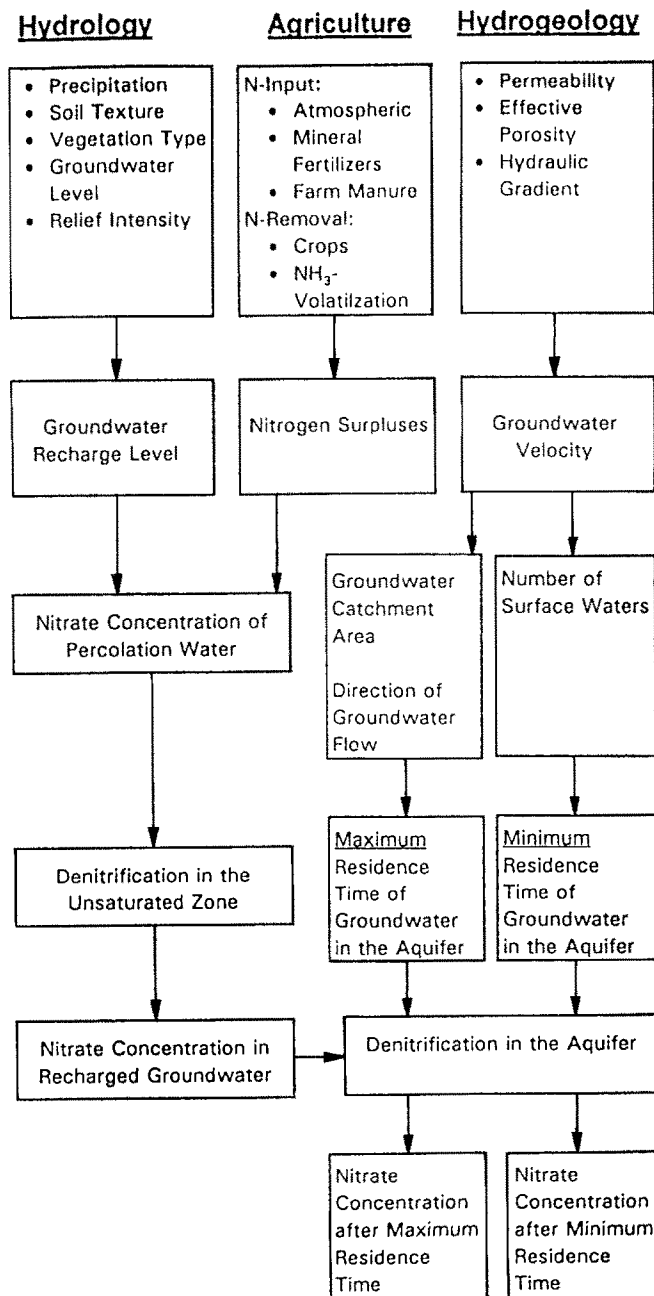 Hydrology
Agriculture
Hydrogeology
• Precipitation
• Soil Texture
• Vegetation Type
• Groundwater
Level
• Relief Intensity
N-Input:
• Atmospheric
• Mineral
Fertilizers
• Farm Manure
N-Removal:
• Crops
• NH₃-
Volatilzation
• Permeability
• Effective
Porosity
• Hydraulic
Gradient
Groundwater
Recharge Level
Nitrogen Surpluses
Groundwater
Velocity
Nitrate Concentration of
Percolation Water
Groundwater
Catchment
Area
Direction of
Groundwater
Flow
Number of
Surface Waters
Denitrification in the
Unsaturated Zone
Maximum
Residence
Time of
Groundwater
in the Aquifer
Minimum
Residence
Time of
Groundwater
in the Aquifer
Nitrate Concentration in
Recharged Groundwater
Denitrification in the Aquifer
Nitrate
Concentration
after Maximum
Residence
Time
Nitrate
Concentration
after Minimum
Residence
Time